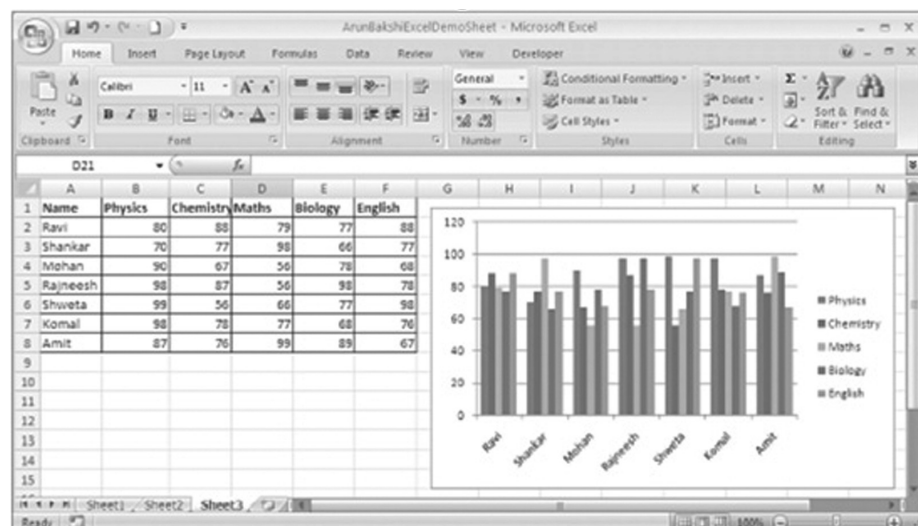 ArunBakshiExcelDemoSheet - Microsoft Excel
Home Insert Page Layout Formulas Data Review View Developer
Paste
Calibri 11 A A
B I U A
General
$ % ,
Conditional Formatting
Format as Table
Cell Styles
Insert
Delete
Format
Σ
Sort & Filter
Find & Select
Clipboard Font Alignment Number Styles Cells Editing
D21 fx
A B C D E F G H I J K L M N
1 Name Physics Chemistry Maths Biology English
2 Ravi 80 88 79 77 88
3 Shankar 70 77 98 66 77
4 Mohan 90 67 56 78 68
5 Rajneesh 98 87 56 98 78
6 Shweta 99 56 66 77 98
7 Komal 98 78 77 68 76
8 Amit 87 76 99 89 67
9
10
11
12
13
14
15
120
100
80
60
40
20
0
Ravi Shankar Mohan Rajneesh Shweta Komal Amit
Physics
Chemistry
Maths
Biology
English
Sheet1 Sheet2 Sheet3
Ready 100%